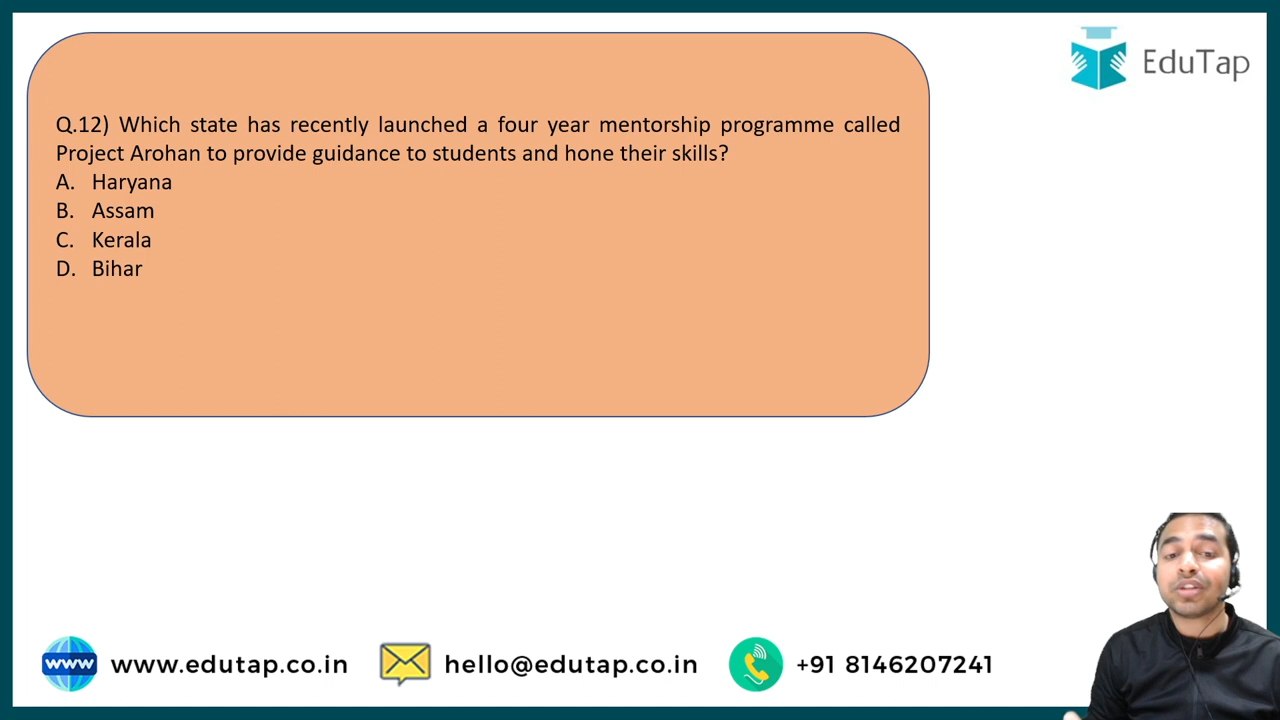 EduTap
Q.12) Which state has recently launched a four year mentorship programme called
Project Arohan to provide guidance to students and hone their skills?
A. Haryana
B. Assam
C. Kerala
D. Bihar
www www.edutap.co.in hello@edutap.co.in +91 8146207241